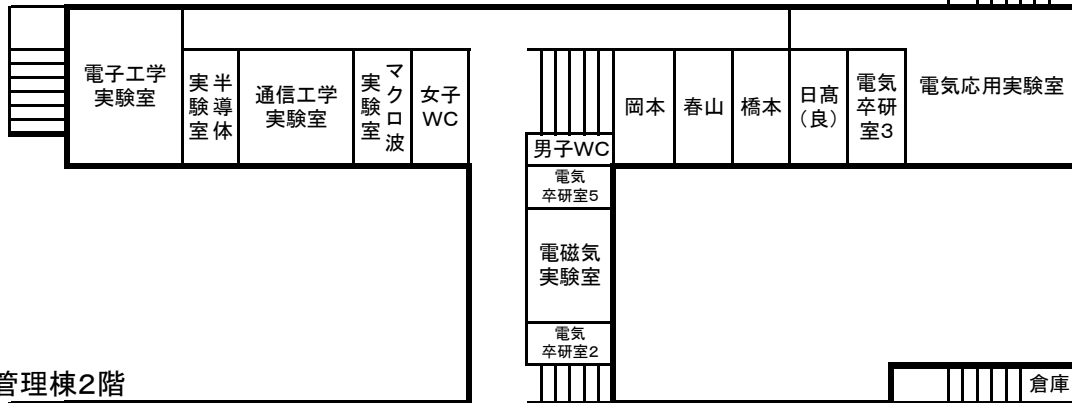 電子工学
実験室
半導体
実験室
通信工学
実験室
マクロ波
実験室
女子
WC
岡本
春山
橋本
日髙
（良）
電気
卒研
室3
電気応用実験室
男子WC
電気
卒研室5
電磁気
実験室
電気
卒研室2
管理棟2階
倉庫